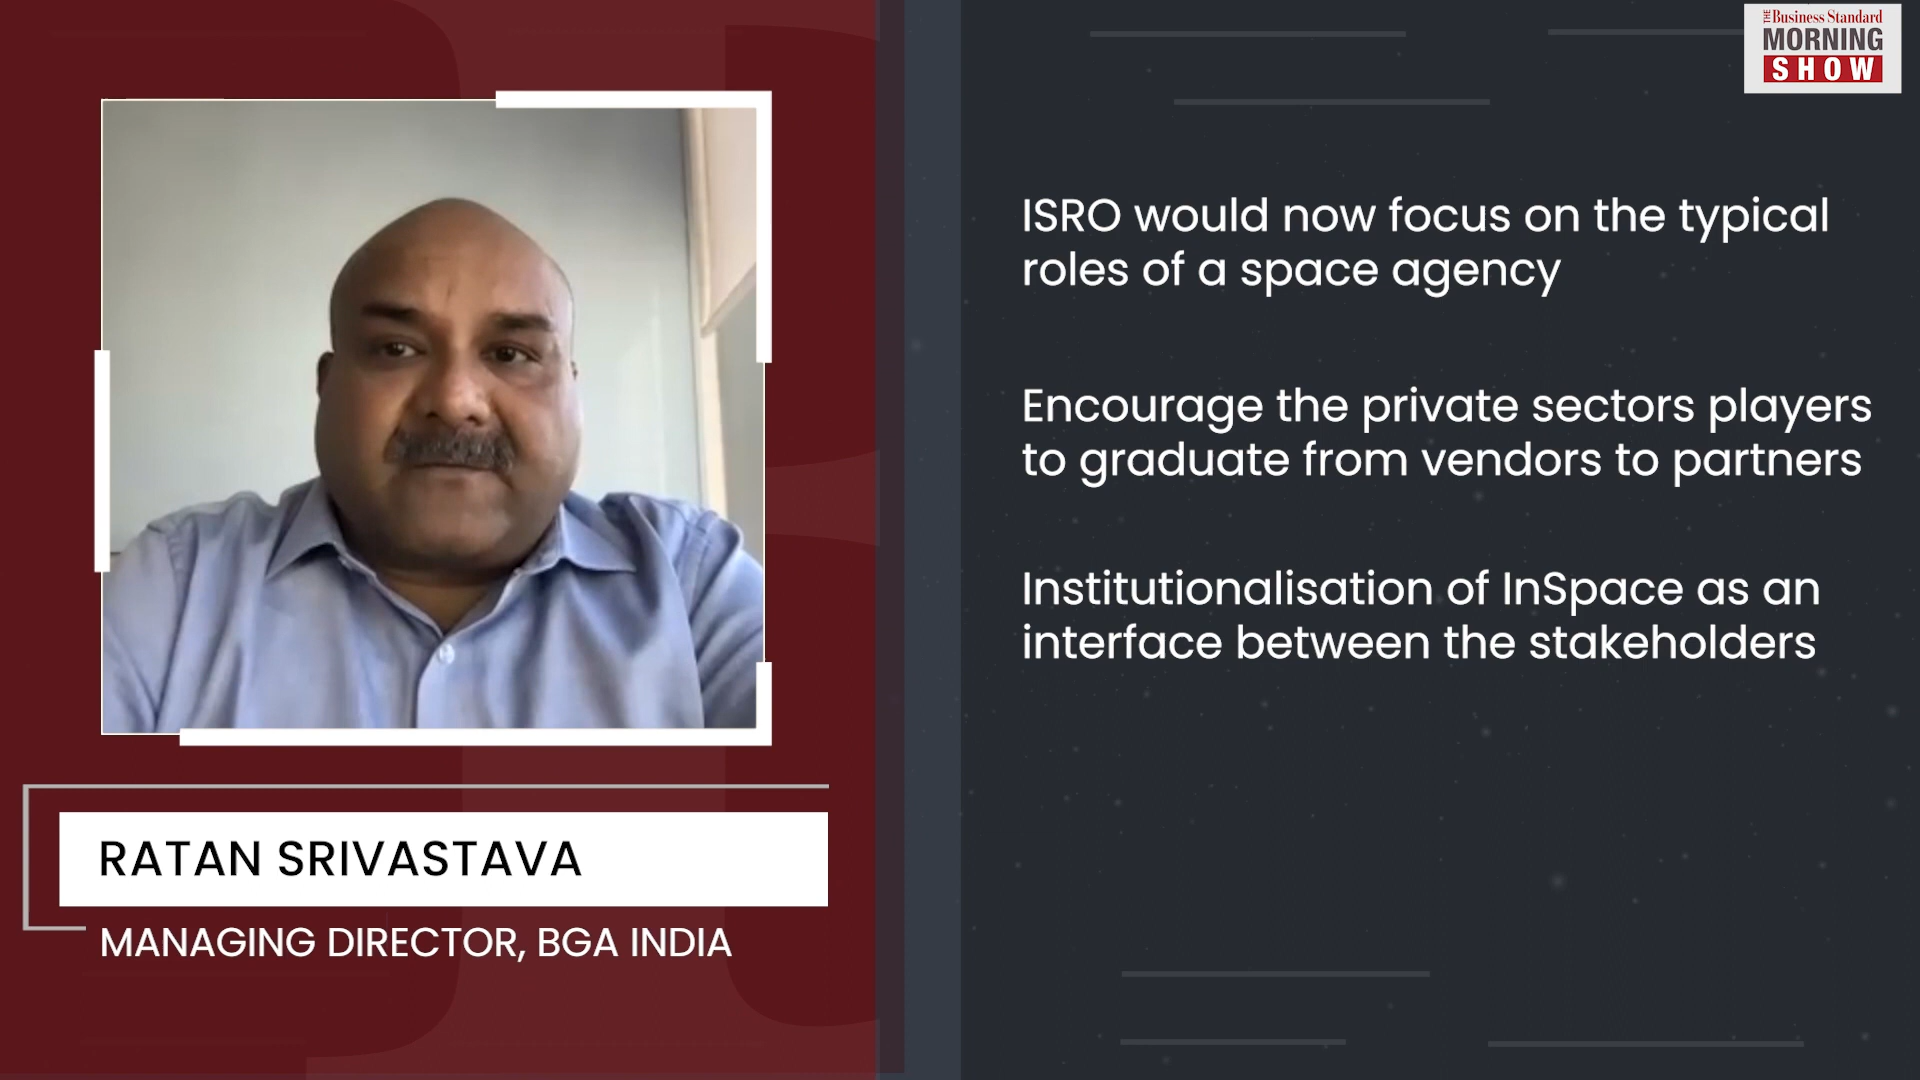 THE Business Standard
MORNING
SHOW
ISRO would now focus on the typical
roles of a space agency
Encourage the private sectors players
to graduate from vendors to partners
Institutionalisation of InSpace as an
interface between the stakeholders
RATAN SRIVASTAVA
MANAGING DIRECTOR, BGA INDIA